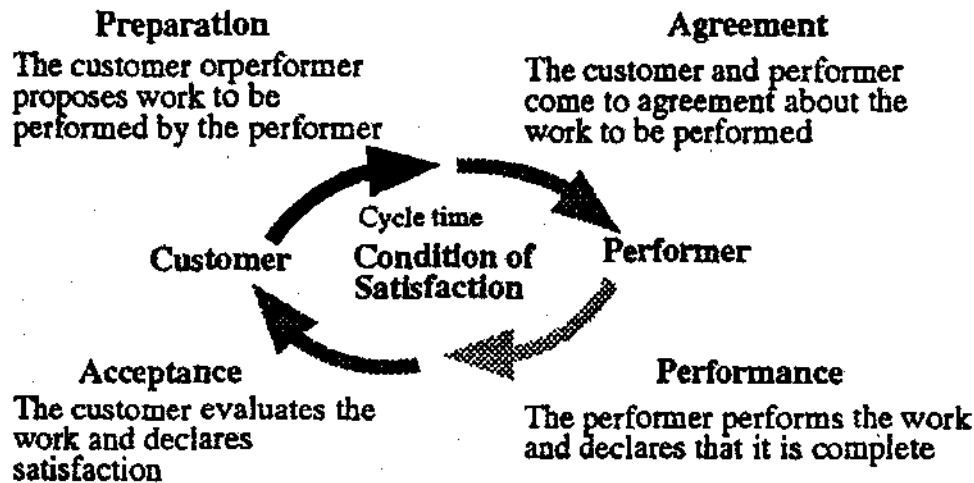 Preparation
The customer orperformer
proposes work to be
performed by the performer
Agreement
The customer and performer
come to agreement about the
work to be performed
Cycle time
Customer
Condition of
Satisfaction
Performer
Acceptance
The customer evaluates the
work and declares
satisfaction
Performance
The performer performs the work
and declares that it is complete